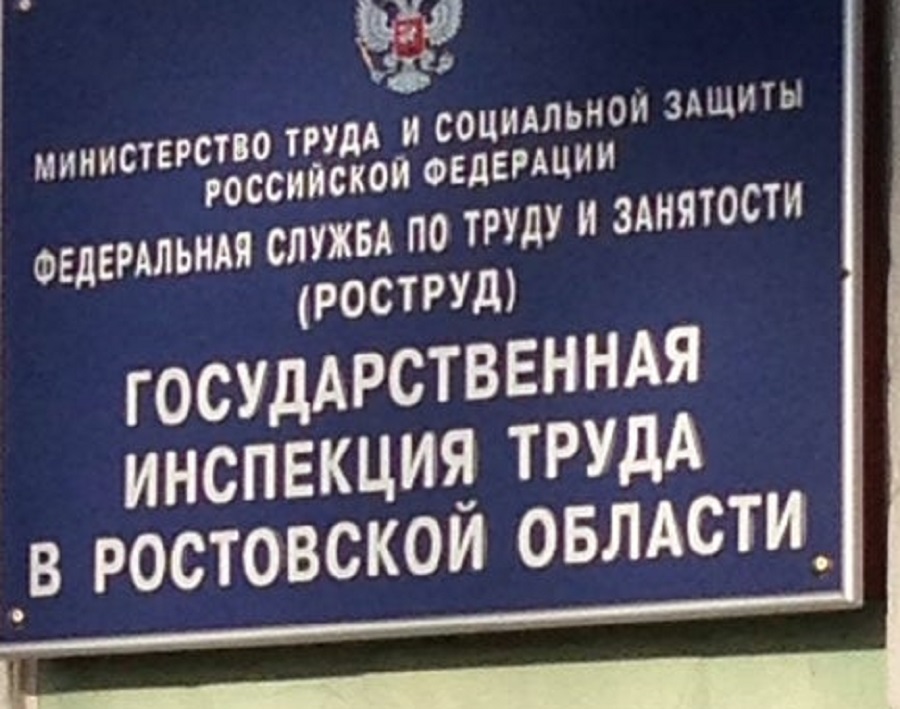 МИНИСТЕРСТВО ТРУДА И СОЦИАЛЬНОЙ ЗАЩИТЫ
РОССИЙСКОЙ ФЕДЕРАЦИИ
ФЕДЕРАЛЬНАЯ СЛУЖБА ПО ТРУДУ И ЗАНЯТОСТИ
(РОСТРУД)
ГОСУДАРСТВЕННАЯ
ИНСПЕКЦИЯ ТРУДА
В РОСТОВСКОЙ ОБЛАСТИ